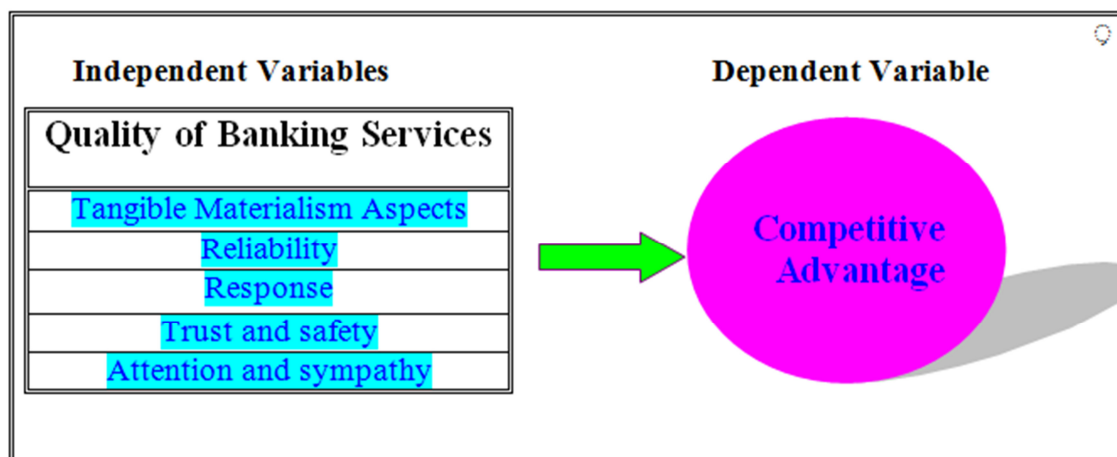 Independent Variables
Dependent Variable
Quality of Banking Services
Tangible Materialism Aspects
Reliability
Response
Trust and safety
Attention and sympathy
Competitive
Advantage